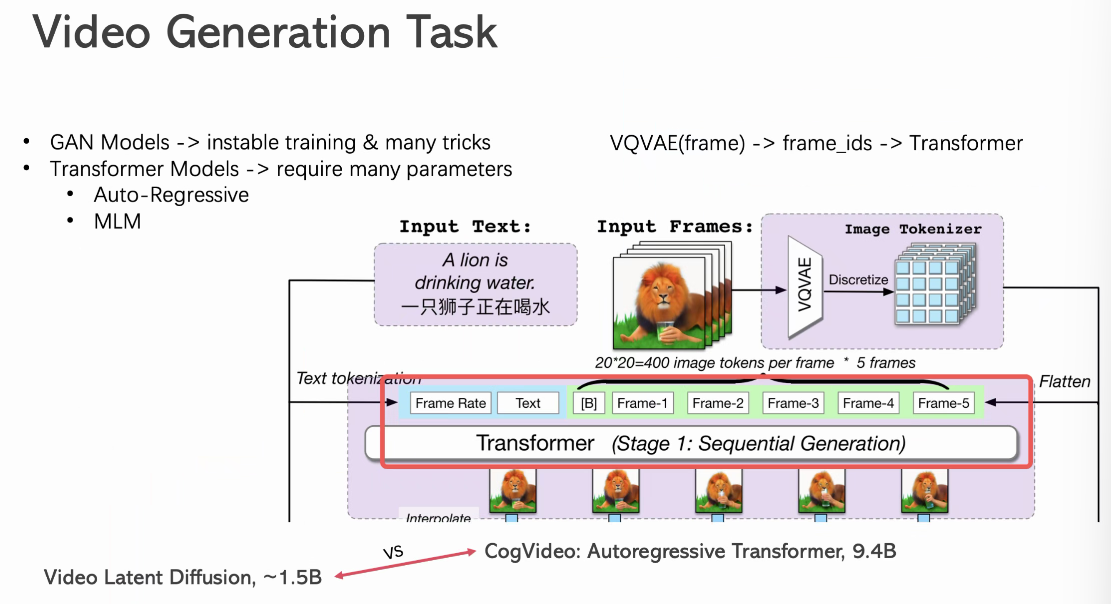 Video Generation Task
• GAN Models -> instable training & many tricks
• Transformer Models -> require many parameters
• Auto-Regressive
• MLM
VQVAE(frame) -> frame_ids -> Transformer
Input Text:
A lion is
drinking water.
一只狮子正在喝水
Input Frames:
Image Tokenizer
VQVAE
Discretize
20*20=400 image tokens per frame * 5 frames
Text tokenization
Flatten
Frame Rate
Text
[B]
Frame-1
Frame-2
Frame-3
Frame-4
Frame-5
Transformer (Stage 1: Sequential Generation)
Interpolate
CogVideo: Autoregressive Transformer, 9.4B
vs
Video Latent Diffusion, ~1.5B